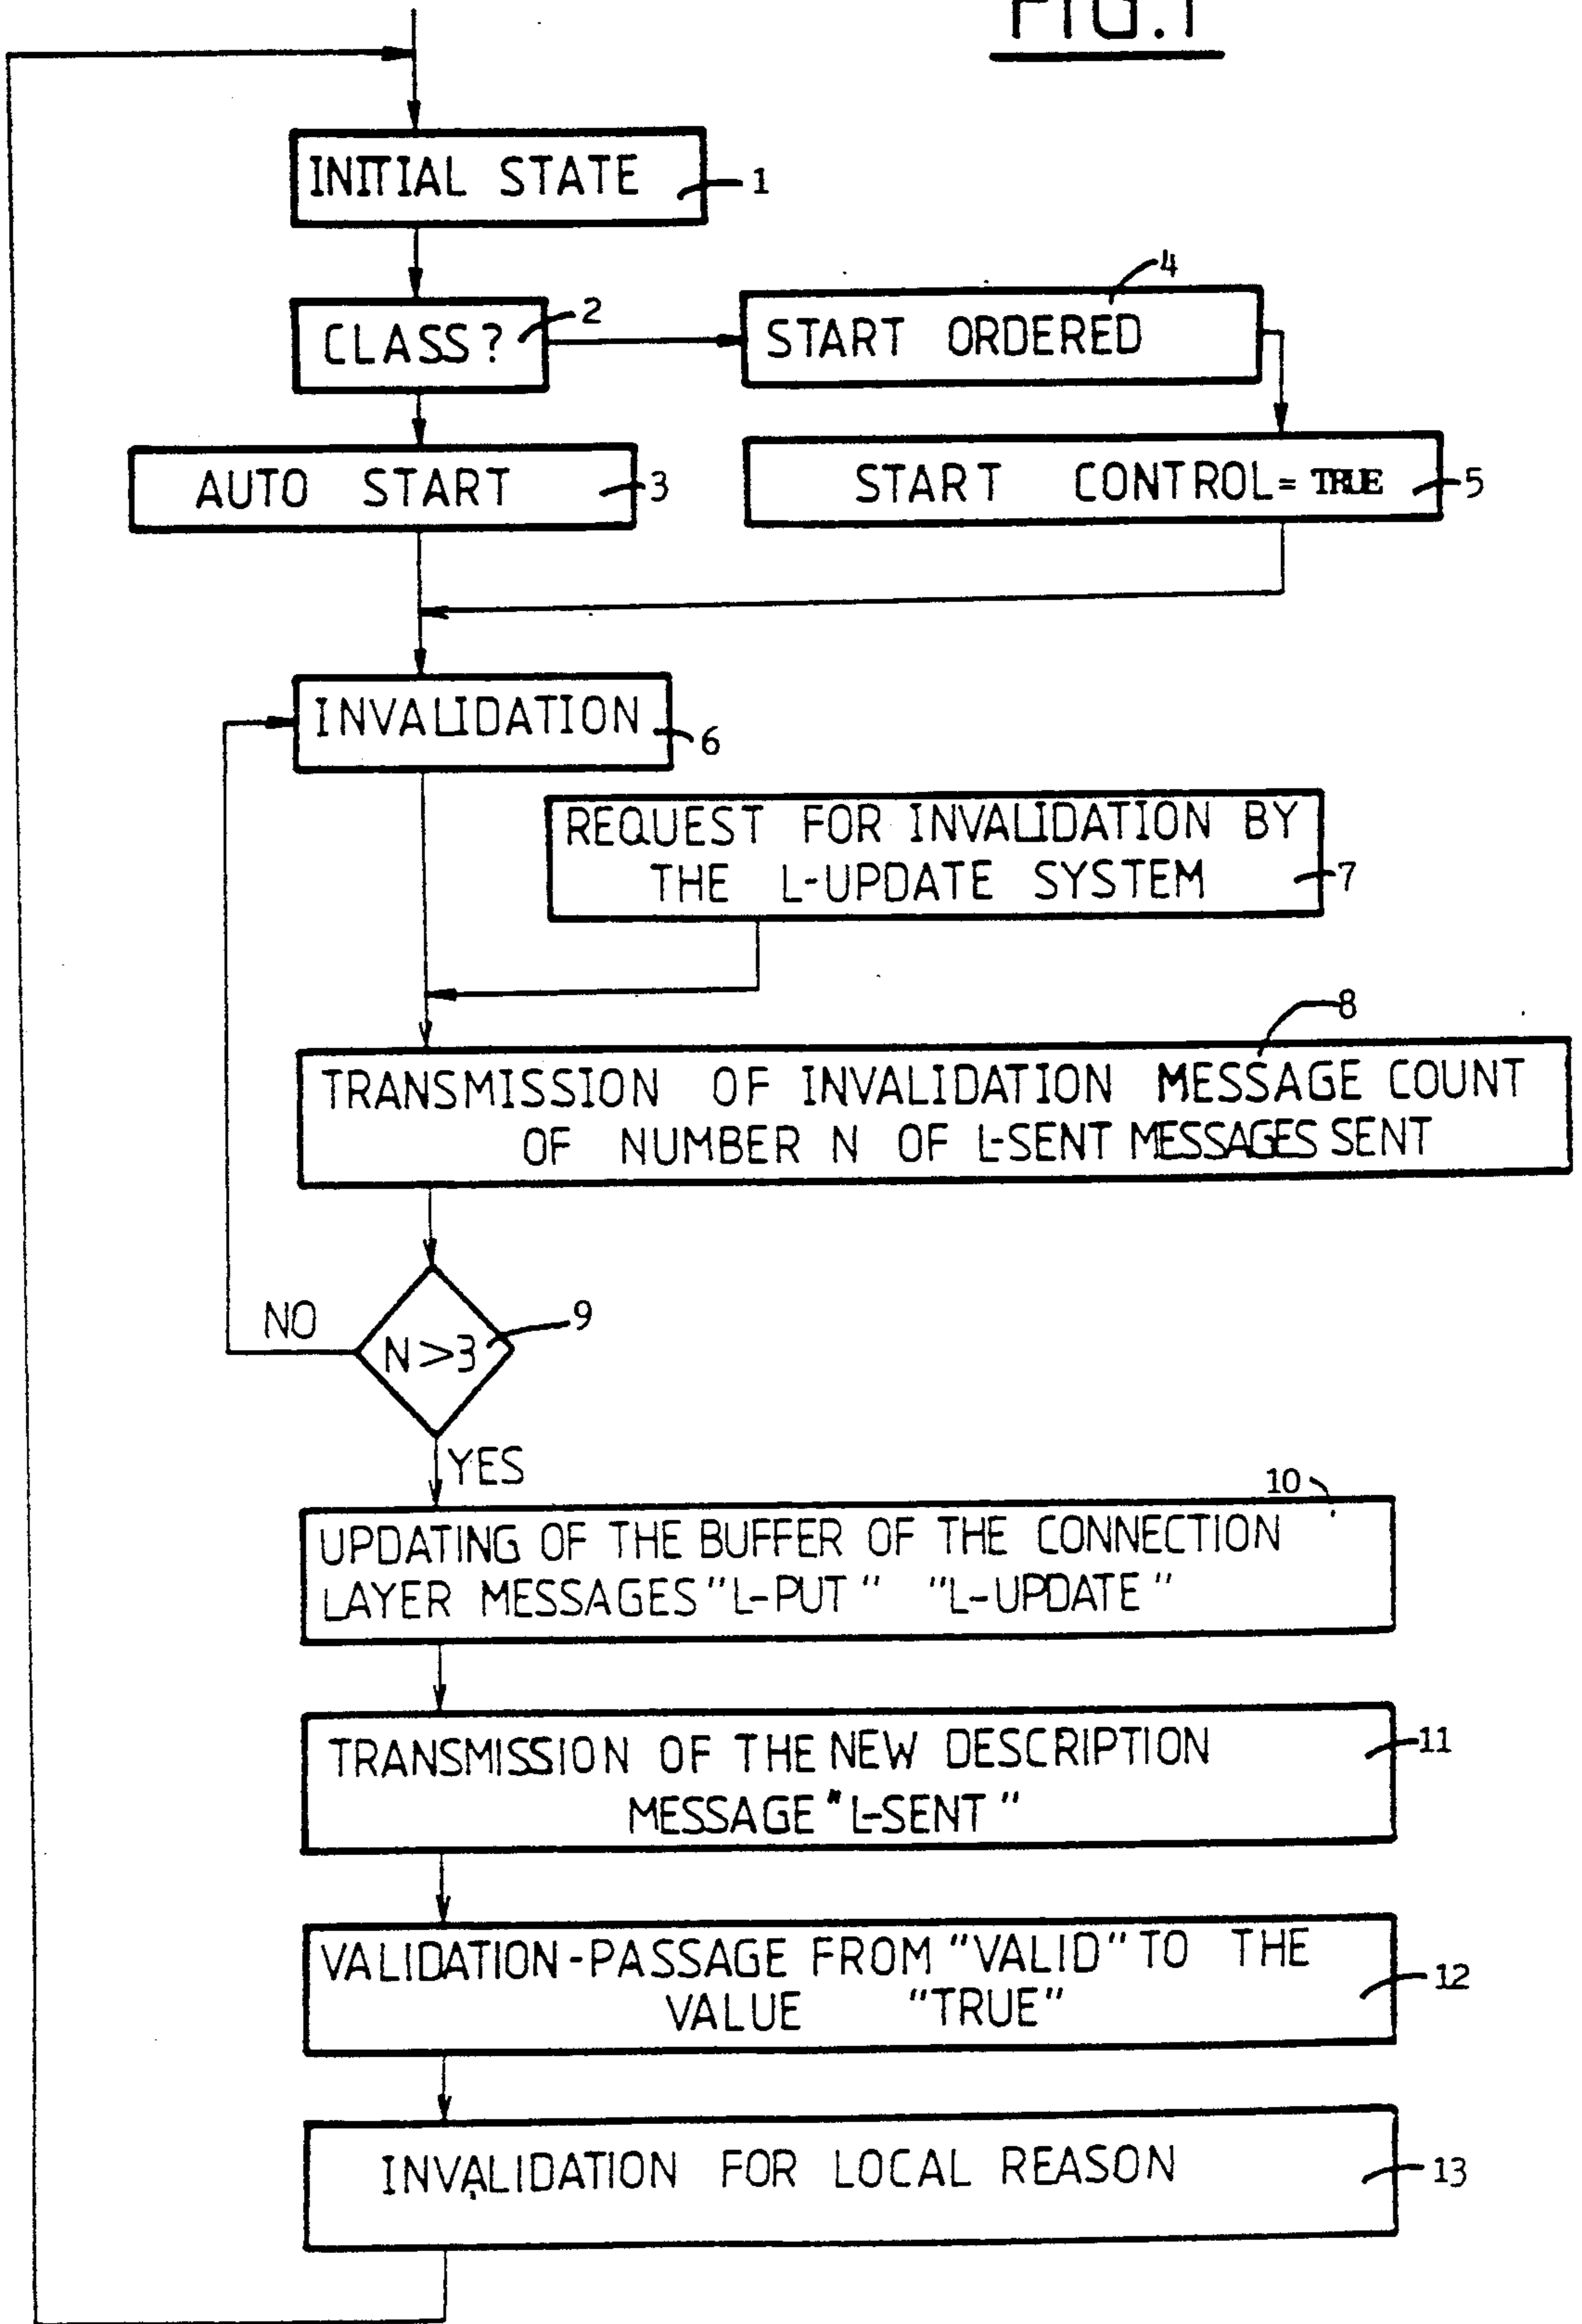 FIG.1
INITIAL STATE
1
CLASS?
2
START ORDERED
4
AUTO START
3
START CONTROL= TRUE
5
INVALIDATION
6
REQUEST FOR INVALIDATION BY
THE L-UPDATE SYSTEM
7
8
TRANSMISSION OF INVALIDATION MESSAGE COUNT
OF NUMBER N OF L-SENT MESSAGES SENT
NO
N>3
9
YES
10
UPDATING OF THE BUFFER OF THE CONNECTION
LAYER MESSAGES "L-PUT" "L-UPDATE"
TRANSMISSION OF THE NEW DESCRIPTION
MESSAGE "L-SENT"
11
VALIDATION-PASSAGE FROM "VALID" TO THE
VALUE "TRUE"
12
INVALIDATION FOR LOCAL REASON
13